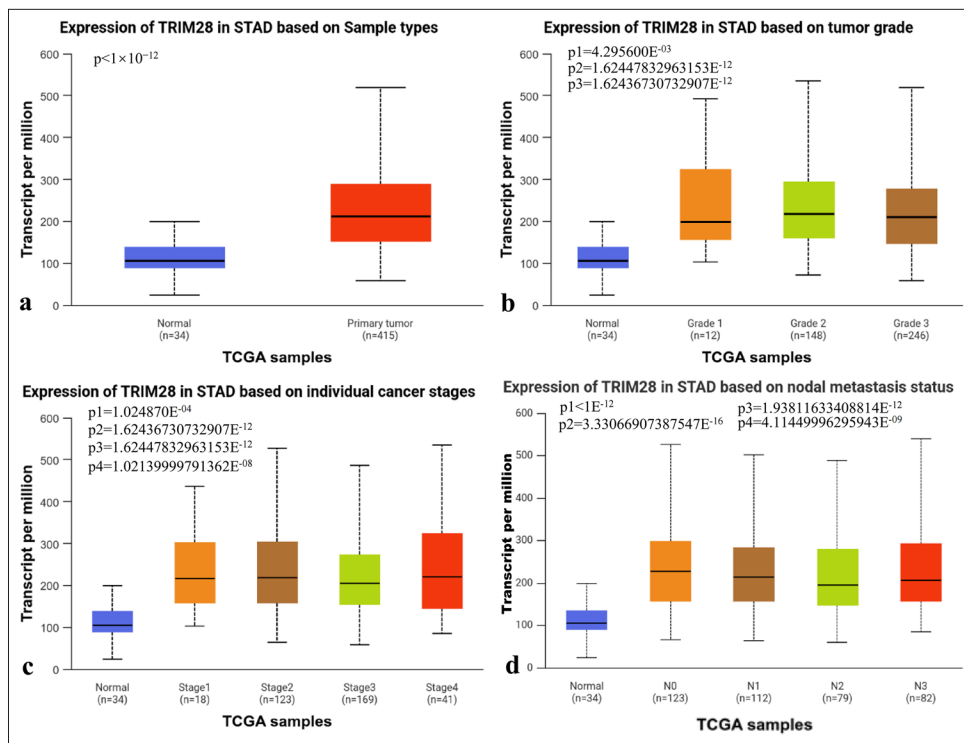 Expression of TRIM28 in STAD based on Sample types
p<1×10⁻¹²
Transcript per million
600
500
400
300
200
100
0
a
Normal
(n=34)
Primary tumor
(n=415)
TCGA samples
Expression of TRIM28 in STAD based on tumor grade
p1=4.295600E⁻⁰³
p2=1.62447832963153E⁻¹²
p3=1.62436730732907E⁻¹²
Transcript per million
600
500
400
300
200
100
0
b
Normal
(n=34)
Grade 1
(n=12)
Grade 2
(n=148)
Grade 3
(n=246)
TCGA samples
Expression of TRIM28 in STAD based on individual cancer stages
p1=1.024870E⁻⁰⁴
p2=1.62436730732907E⁻¹²
p3=1.62447832963153E⁻¹²
p4=1.02139999791362E⁻⁰⁸
Transcript per million
600
500
400
300
200
100
0
c
Normal
(n=34)
Stage1
(n=18)
Stage2
(n=123)
Stage3
(n=169)
Stage4
(n=41)
TCGA samples
Expression of TRIM28 in STAD based on nodal metastasis status
p1<1E⁻¹²
p2=3.33066907387547E⁻¹⁶
p3=1.93811633408814E⁻¹²
p4=4.11449996295943E⁻⁰⁹
Transcript per million
600
500
400
300
200
100
0
d
Normal
(n=34)
N0
(n=123)
N1
(n=112)
N2
(n=79)
N3
(n=82)
TCGA samples